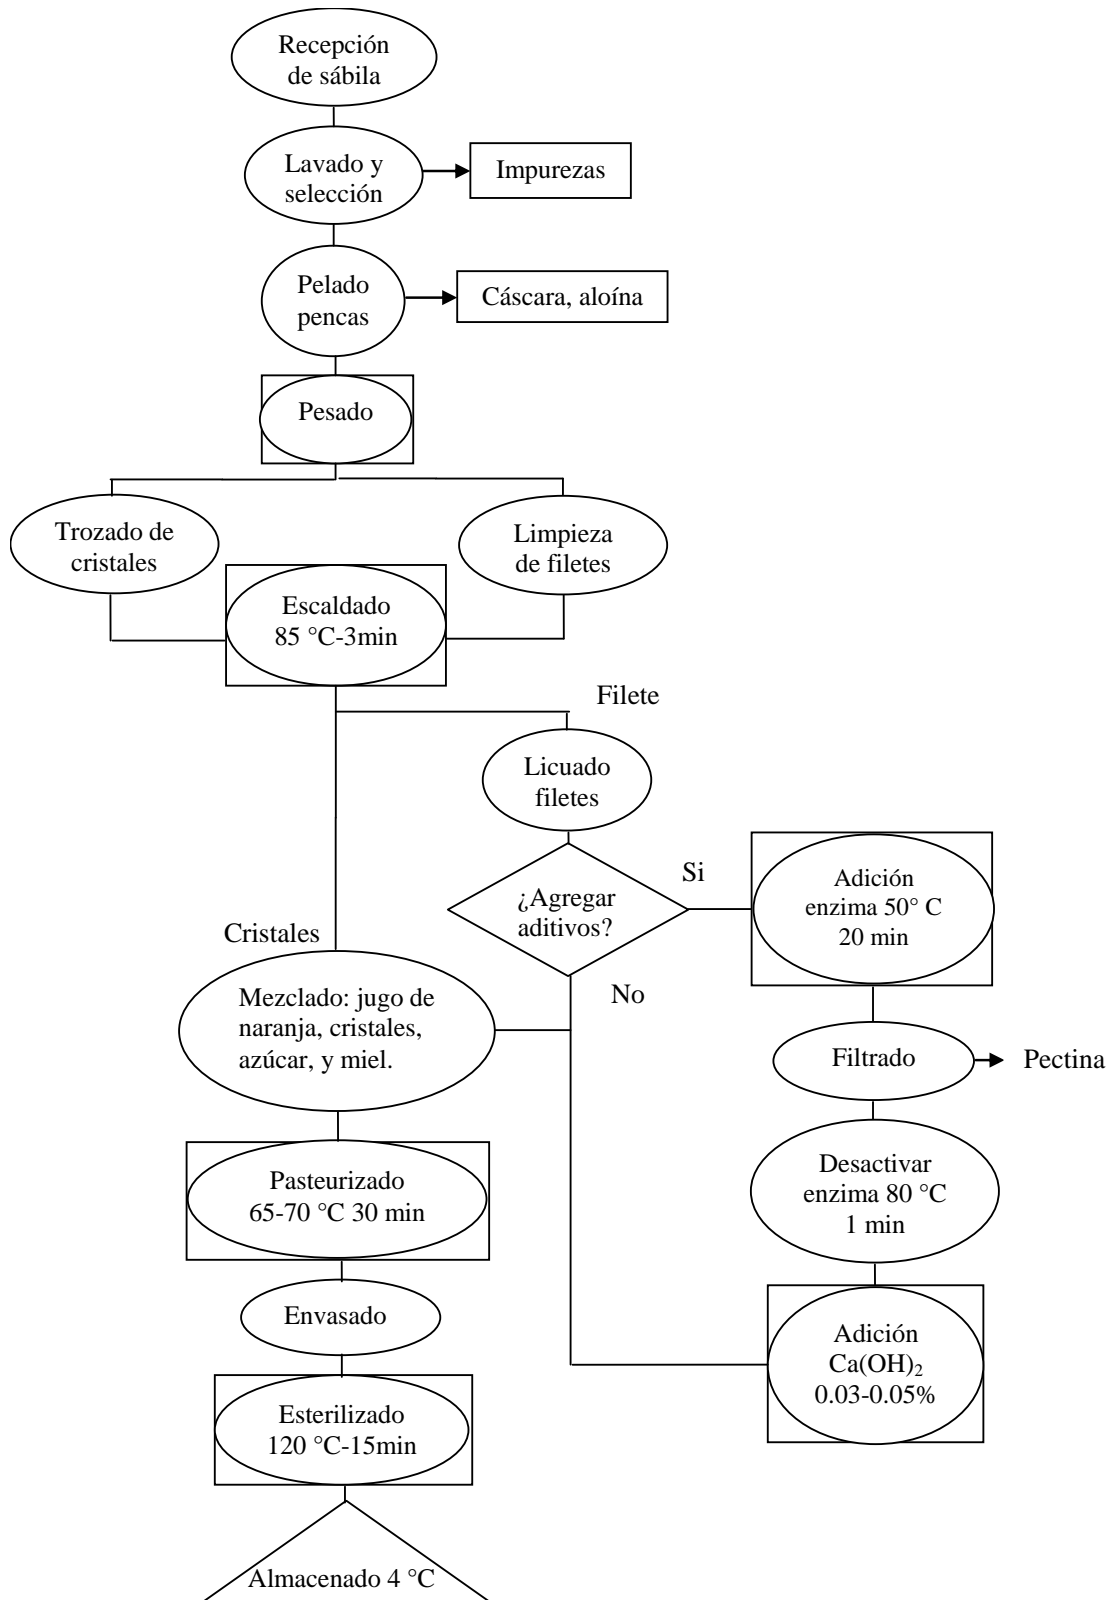 Recepción
de sábila
Lavado y
selección
Impurezas
Pelado
pencas
Cáscara, aloína
Pesado
Trozado de
cristales
Limpieza
de filetes
Escaldado
85 °C-3min
Filete
Licuado
filetes
¿Agregar
aditivos?
Si
No
Adición
enzima 50° C
20 min
Filtrado
Pectina
Desactivar
enzima 80 °C
1 min
Adición
Ca(OH)₂
0.03-0.05%
Cristales
Mezclado: jugo de
naranja, cristales,
azúcar, y miel.
Pasteurizado
65-70 °C 30 min
Envasado
Esterilizado
120 °C-15min
Almacenado 4 °C